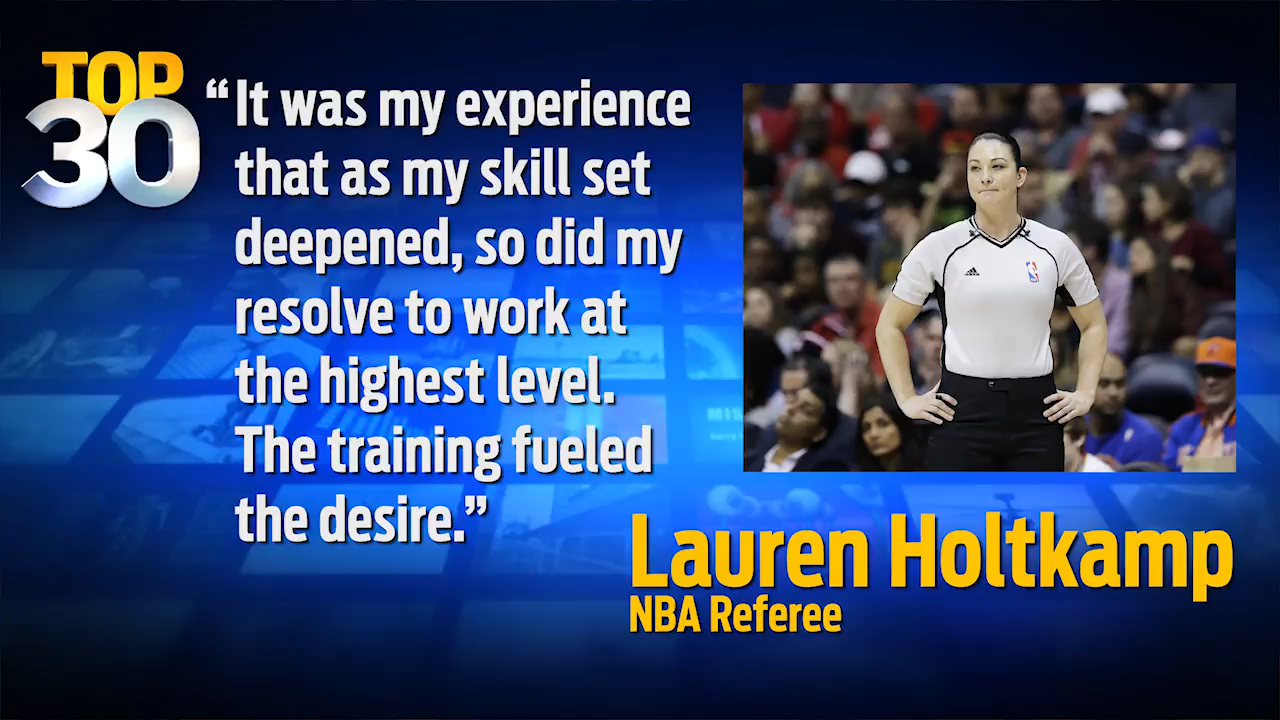 TOP
30
“It was my experience
that as my skill set
deepened, so did my
resolve to work at
the highest level.
The training fueled
the desire.”
Lauren Holtkamp
NBA Referee